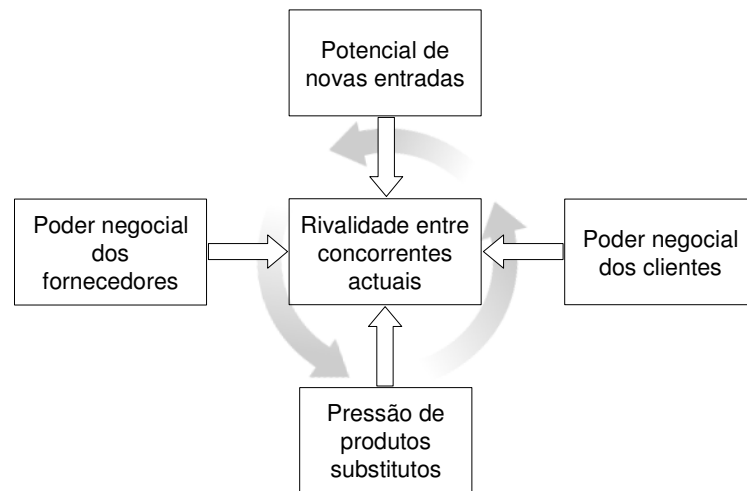 Potencial de
novas entradas
Poder negocial
dos
fornecedores
Rivalidade entre
concorrentes
actuais
Poder negocial
dos clientes
Pressão de
produtos
substitutos